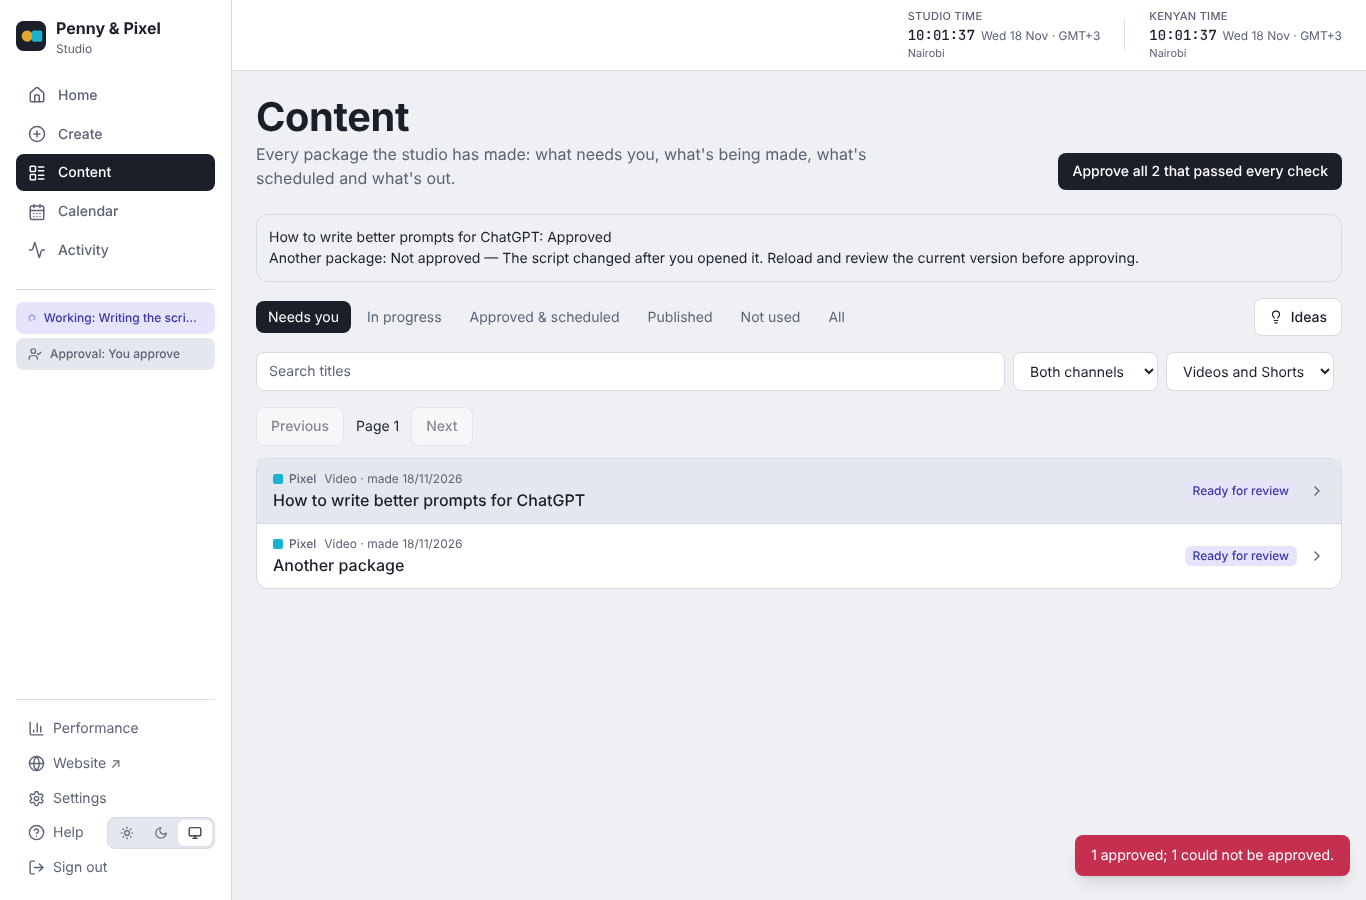 Penny & Pixel
Studio
Home
Create
Content
Calendar
Activity
Working: Writing the scri...
Approval: You approve
Performance
Website ↗
Settings
Help
Sign out
STUDIO TIME
10:01:37 Wed 18 Nov · GMT+3
Nairobi
KENYAN TIME
10:01:37 Wed 18 Nov · GMT+3
Nairobi
Content
Every package the studio has made: what needs you, what's being made, what's
scheduled and what's out.
Approve all 2 that passed every check
How to write better prompts for ChatGPT: Approved
Another package: Not approved — The script changed after you opened it. Reload and review the current version before approving.
Needs you
In progress
Approved & scheduled
Published
Not used
All
Ideas
Search titles
Both channels
Videos and Shorts
Previous
Page 1
Next
Pixel Video · made 18/11/2026
How to write better prompts for ChatGPT
Ready for review
Pixel Video · made 18/11/2026
Another package
Ready for review
1 approved; 1 could not be approved.